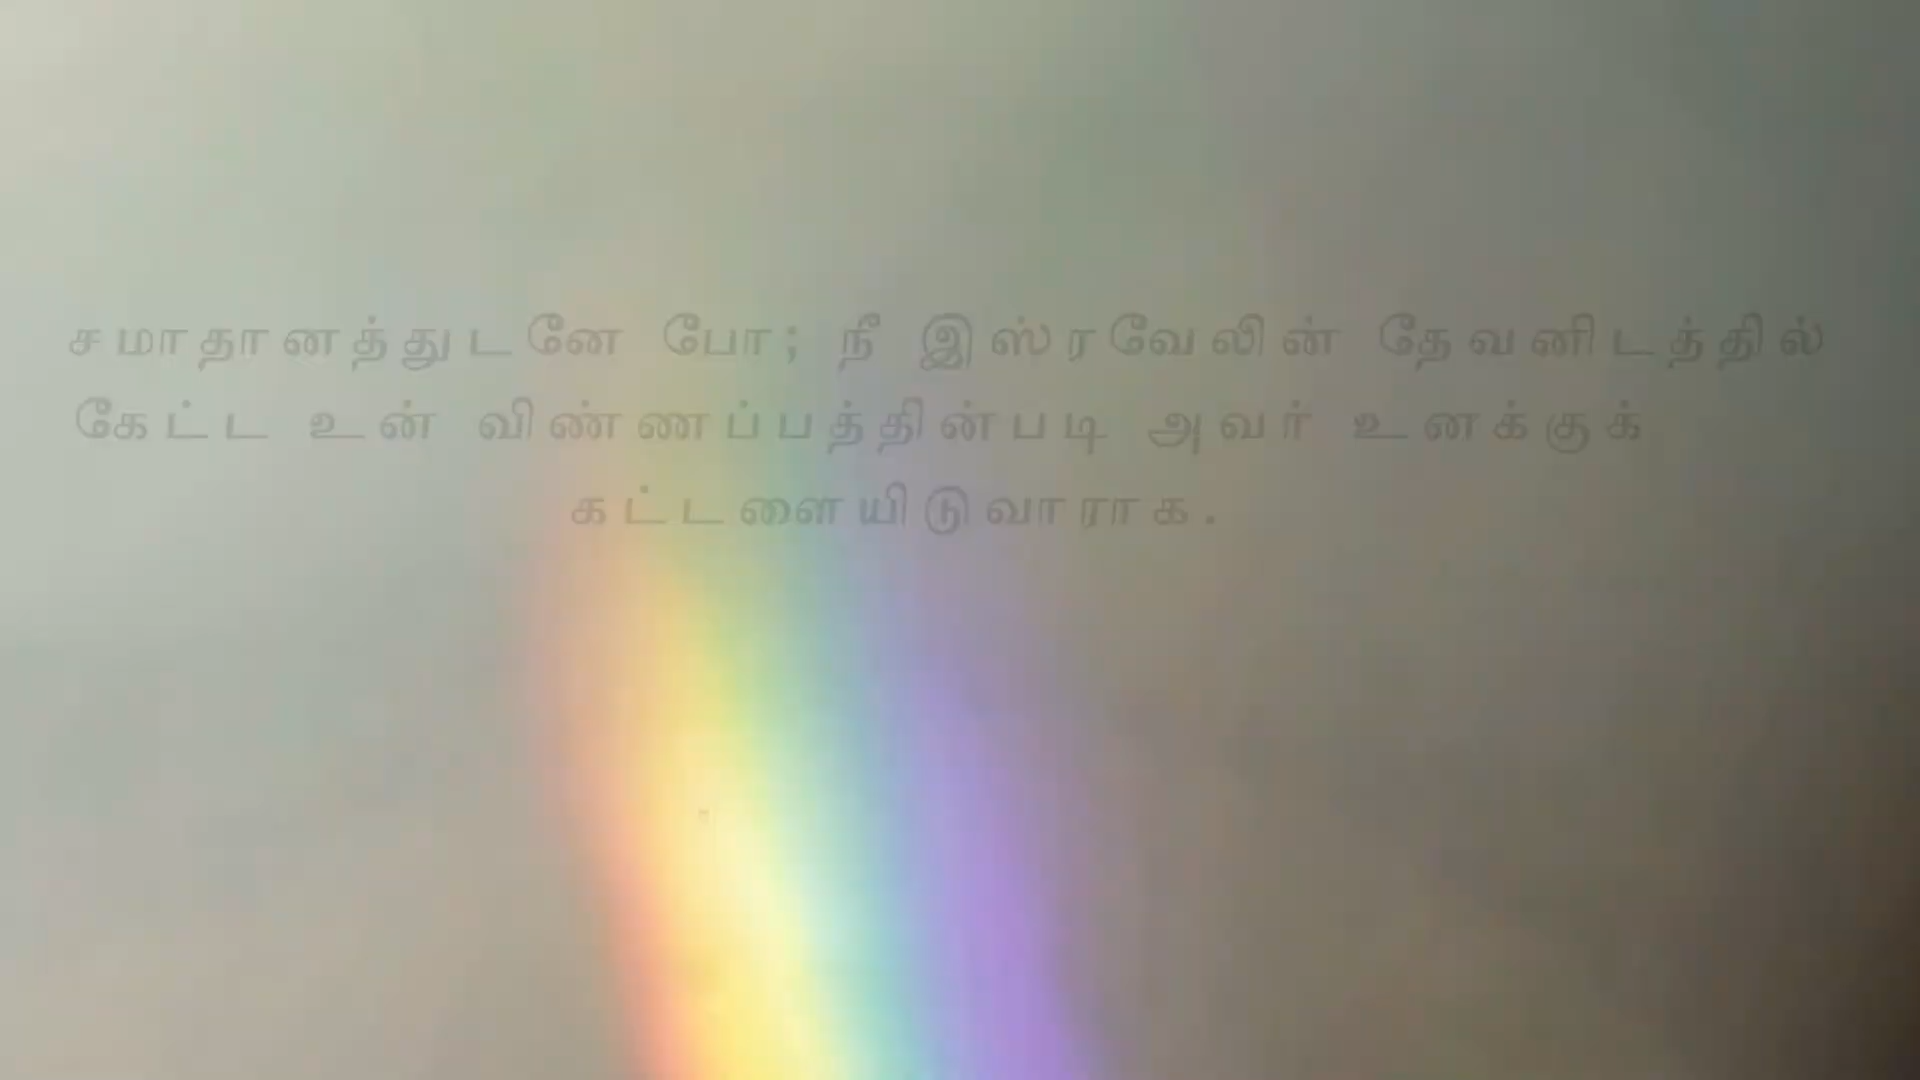 சமாதானத்துடனே போ; நீ இஸ்ரவேலின் தேவனிடத்தில்
கேட்ட உன் விண்ணப்பத்தின்படி அவர் உனக்குக்
கட்டளையிடுவாராக.